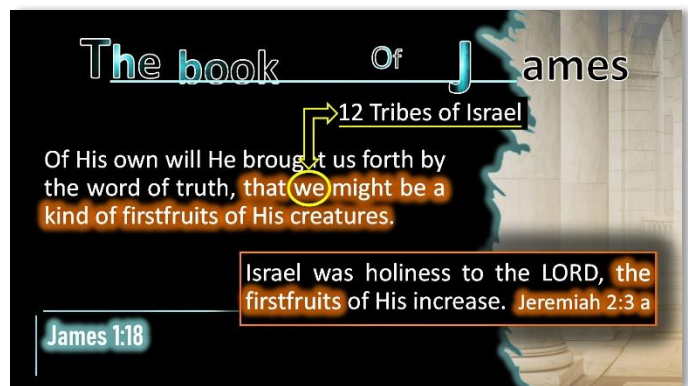 The book Of James
12 Tribes of Israel
Of His own will He brought us forth by
the word of truth, that we might be a
kind of firstfruits of His creatures.
Israel was holiness to the LORD, the
firstfruits of His increase. Jeremiah 2:3 a
James 1:18